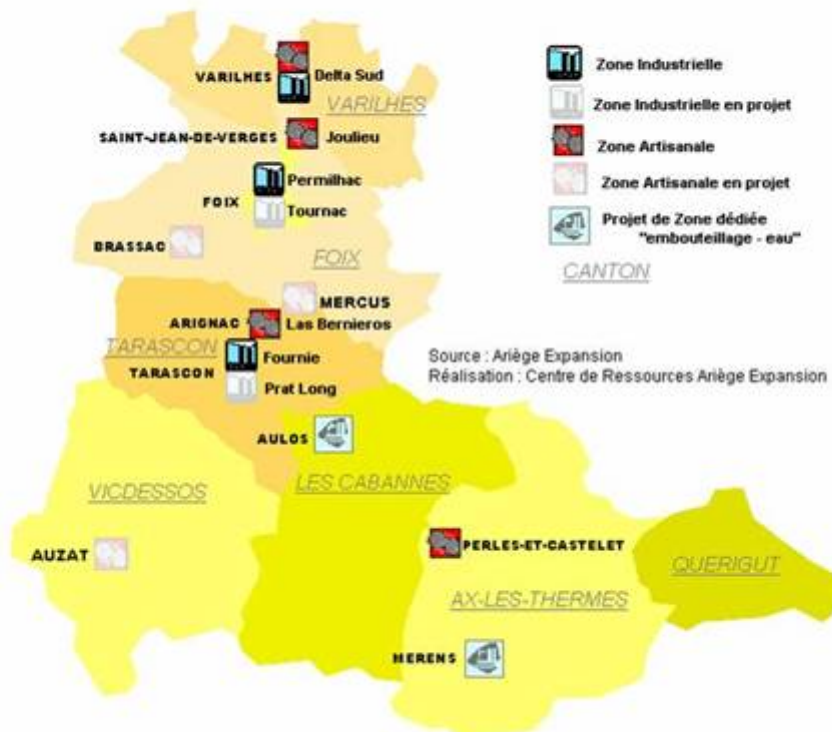 VARILHES
Delta Sud
VARILHES
SAINT-JEAN-DE-VERGES
Joulieu
Permilhac
FOIX
Tournac
BRASSAC
FOIX
MERCUS
ARIGNAC
Las Bernieros
TARASCON
Fournie
TARASCON
Prat Long
AULOS
VICDESSOS
LES CABANNES
AUZAT
PERLES-ET-CASTELET
QUERIGUT
AX-LES-THERMES
MERENS
Zone Industrielle
Zone Industrielle en projet
Zone Artisanale
Zone Artisanale en projet
Projet de Zone dédiée
"embouteillage - eau"
CANTON
Source : Ariège Expansion
Réalisation : Centre de Ressources Ariège Expansion